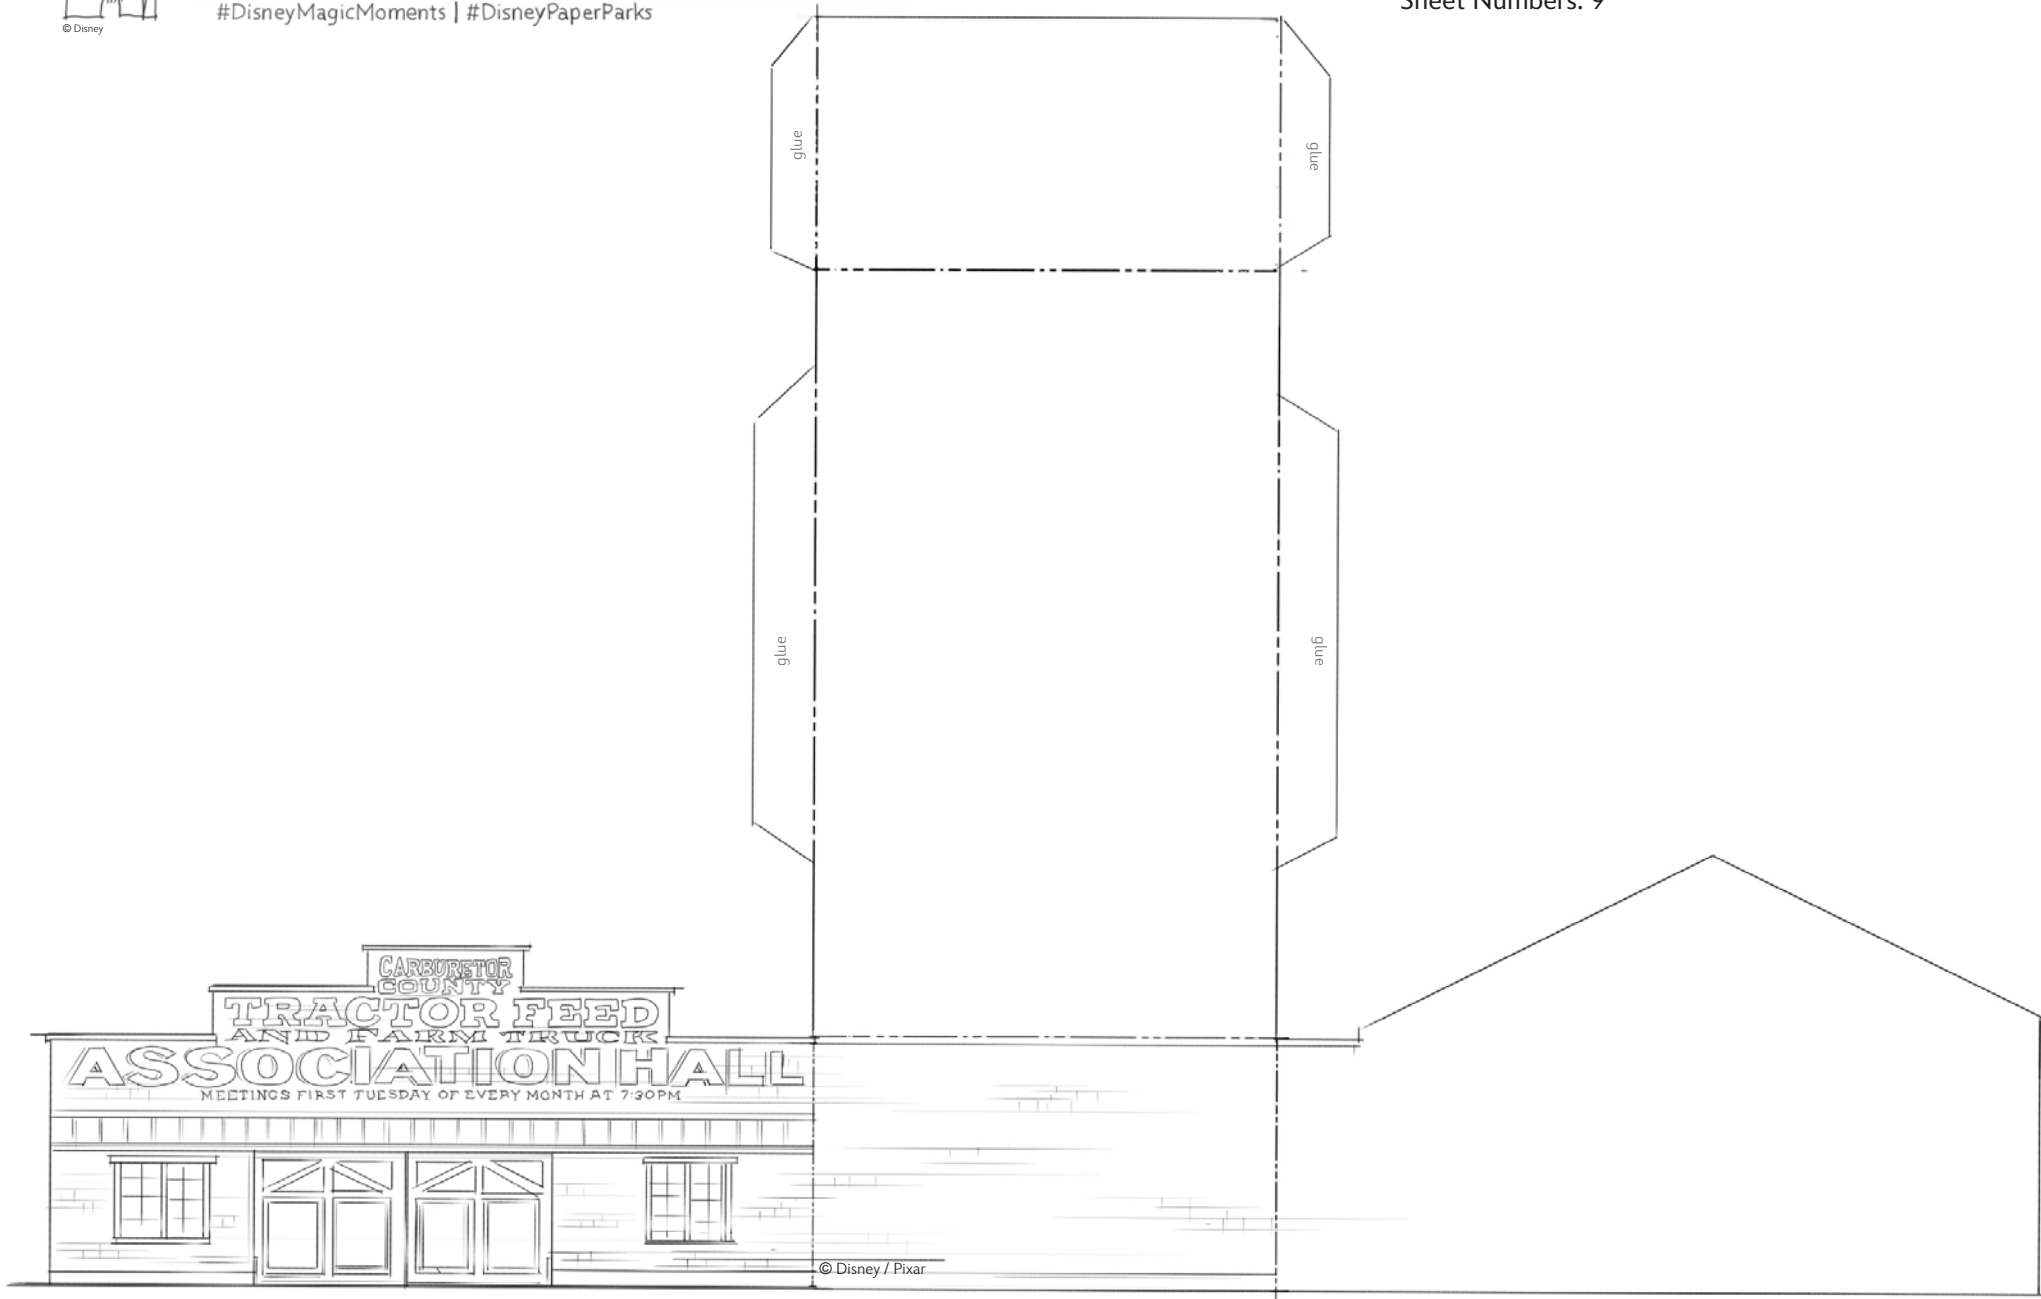 #DisneyMagicMoments | #DisneyPaperParks
Sheet Numbers: 9
© Disney
glue
glue
glue
glue
CARBURETOR
COUNTY
TRACTOR FEED
AND FARM TRUCK
ASSOCIATION HALL
MEETINGS FIRST TUESDAY OF EVERY MONTH AT 7:30PM
© Disney / Pixar